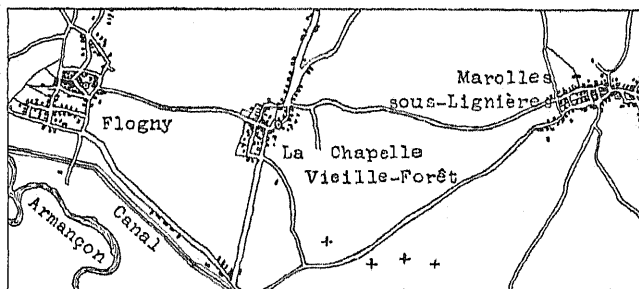 Marolles
sous-Lignières
Flogny
La Chapelle
Vieille-Forêt
Armançon
Canal